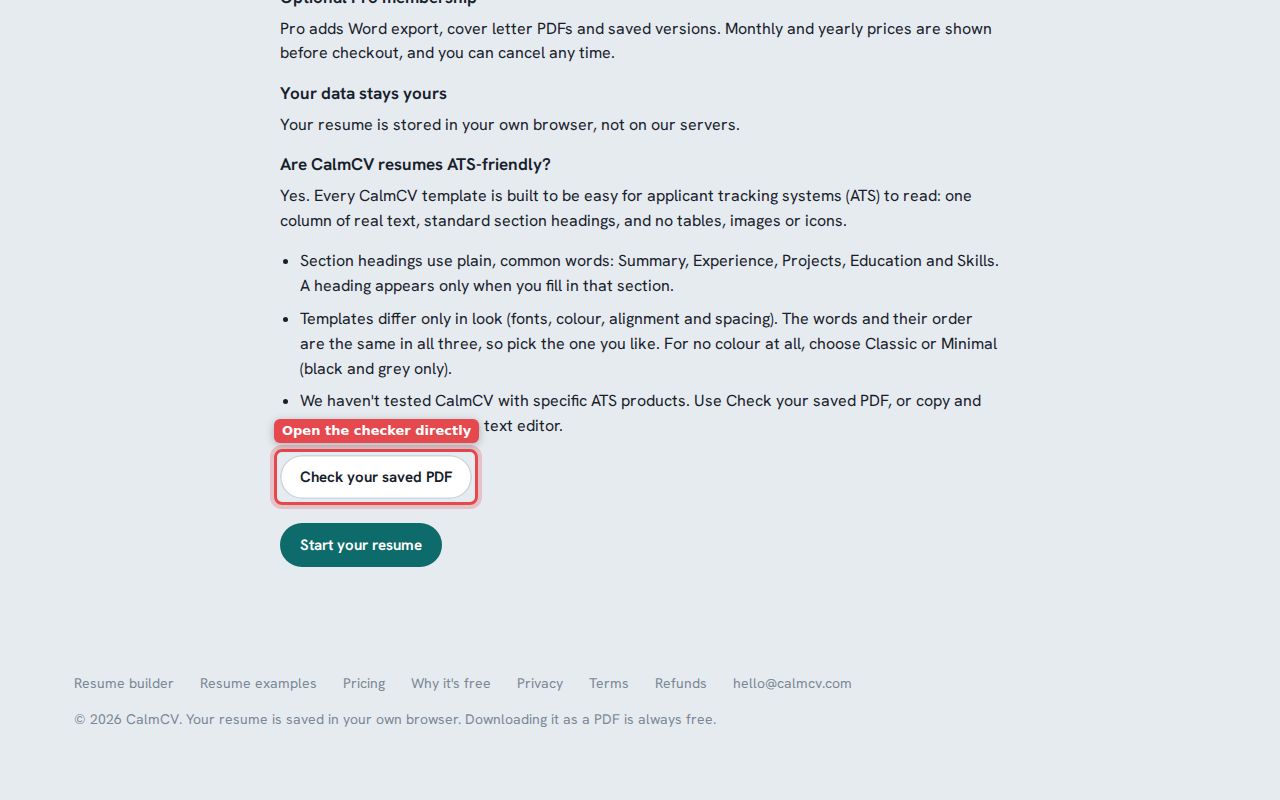 Optional Pro membership
Pro adds Word export, cover letter PDFs and saved versions. Monthly and yearly prices are shown
before checkout, and you can cancel any time.
Your data stays yours
Your resume is stored in your own browser, not on our servers.
Are CalmCV resumes ATS-friendly?
Yes. Every CalmCV template is built to be easy for applicant tracking systems (ATS) to read: one
column of real text, standard section headings, and no tables, images or icons.
Section headings use plain, common words: Summary, Experience, Projects, Education and Skills.
A heading appears only when you fill in that section.
Templates differ only in look (fonts, colour, alignment and spacing). The words and their order
are the same in all three, so pick the one you like. For no colour at all, choose Classic or Minimal
(black and grey only).
We haven't tested CalmCV with specific ATS products. Use Check your saved PDF, or copy and
text editor.
Open the checker directly
Check your saved PDF
Start your resume
Resume builder Resume examples Pricing Why it's free Privacy Terms Refunds hello@calmcv.com
© 2026 CalmCV. Your resume is saved in your own browser. Downloading it as a PDF is always free.